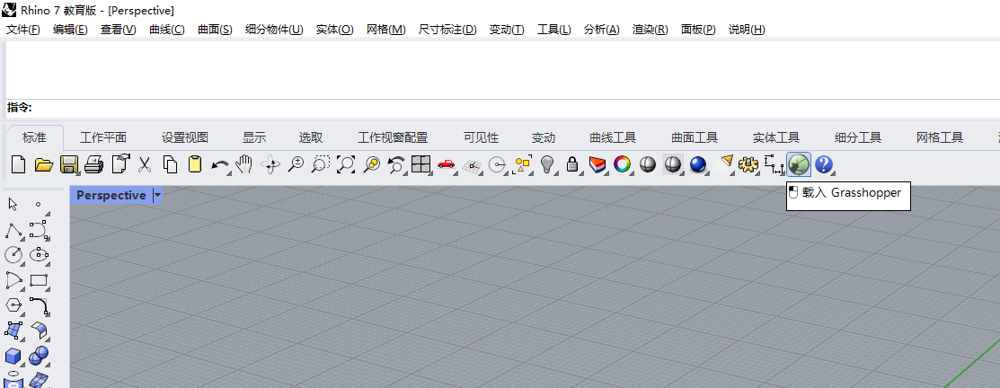 Rhino 7 教育版 - [Perspective]
文件(F) 编辑(E) 查看(V) 曲线(C) 曲面(S) 细分物件(U) 实体(O) 网格(M) 尺寸标注(D) 变动(T) 工具(L) 分析(A) 渲染(R) 面板(P) 说明(H)
指令:
标准 工作平面 设置视图 显示 选取 工作视窗配置 可见性 变动 曲线工具 曲面工具 实体工具 细分工具 网格工具
载入 Grasshopper
Perspective